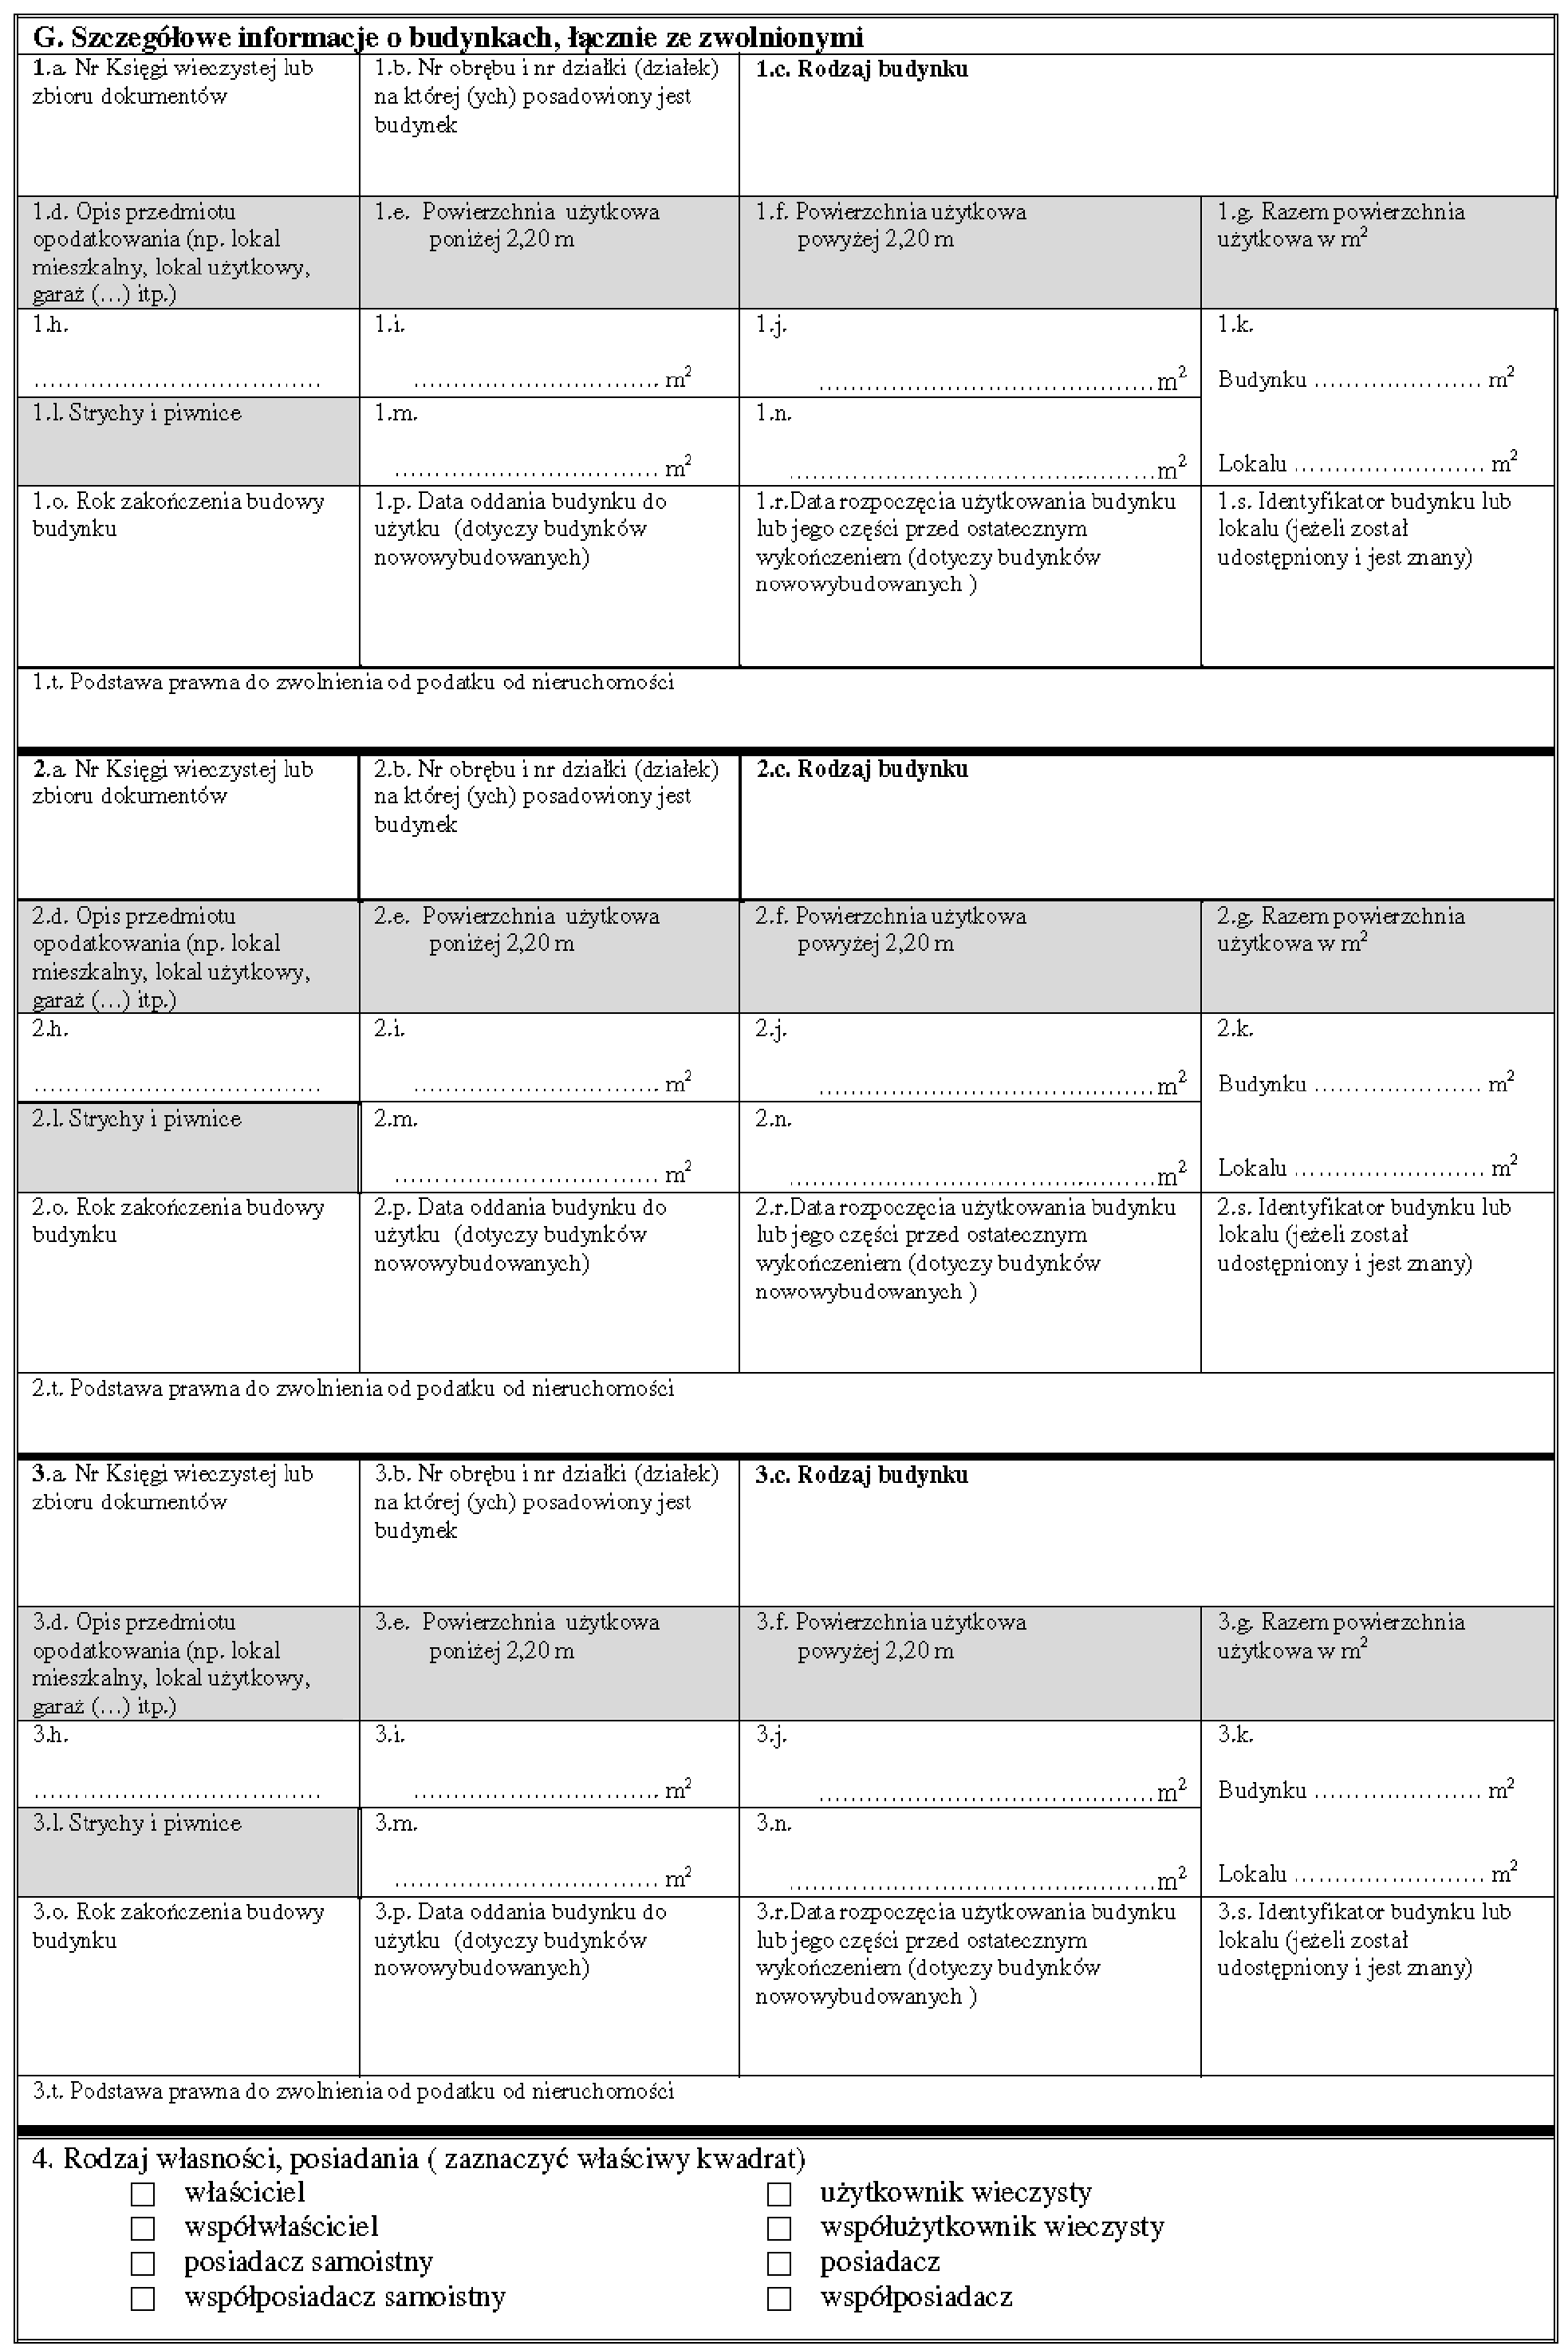 G. Szczegółowe informacje o budynkach, łącznie ze zwolnionymi
1.a. Nr Księgi wieczystej lub
zbioru dokumentów
1.b. Nr obrębu i nr działki (działek)
na której (ych) posadowiony jest
budynek
1.c. Rodzaj budynku
1.d. Opis przedmiotu
opodatkowania (np. lokal
mieszkalny, lokal użytkowy,
garaż (…) itp.)
1.e. Powierzchnia użytkowa
poniżej 2,20 m
1.f. Powierzchnia użytkowa
powyżej 2,20 m
1.g. Razem powierzchnia
użytkowa w m²
1.h.
………………………………
1.i.
…………………………. m²
1.j.
……………………………………m²
1.k.
Budynku ………………… m²
Lokalu …………………… m²
1.l. Strychy i piwnice
1.m.
…………………………… m²
1.n.
………………………………………m²
1.o. Rok zakończenia budowy
budynku
1.p. Data oddania budynku do
użytku (dotyczy budynków
nowowybudowanych)
1.r.Data rozpoczęcia użytkowania budynku
lub jego części przed ostatecznym
wykończeniem (dotyczy budynków
nowowybudowanych )
1.s. Identyfikator budynku lub
lokalu (jeżeli został
udostępniony i jest znany)
1.t. Podstawa prawna do zwolnienia od podatku od nieruchomości
2.a. Nr Księgi wieczystej lub
zbioru dokumentów
2.b. Nr obrębu i nr działki (działek)
na której (ych) posadowiony jest
budynek
2.c. Rodzaj budynku
2.d. Opis przedmiotu
opodatkowania (np. lokal
mieszkalny, lokal użytkowy,
garaż (…) itp.)
2.e. Powierzchnia użytkowa
poniżej 2,20 m
2.f. Powierzchnia użytkowa
powyżej 2,20 m
2.g. Razem powierzchnia
użytkowa w m²
2.h.
………………………………
2.i.
…………………………. m²
2.j.
……………………………………m²
2.k.
Budynku ………………… m²
Lokalu …………………… m²
2.l. Strychy i piwnice
2.m.
…………………………… m²
2.n.
………………………………………m²
2.o. Rok zakończenia budowy
budynku
2.p. Data oddania budynku do
użytku (dotyczy budynków
nowowybudowanych)
2.r.Data rozpoczęcia użytkowania budynku
lub jego części przed ostatecznym
wykończeniem (dotyczy budynków
nowowybudowanych )
2.s. Identyfikator budynku lub
lokalu (jeżeli został
udostępniony i jest znany)
2.t. Podstawa prawna do zwolnienia od podatku od nieruchomości
3.a. Nr Księgi wieczystej lub
zbioru dokumentów
3.b. Nr obrębu i nr działki (działek)
na której (ych) posadowiony jest
budynek
3.c. Rodzaj budynku
3.d. Opis przedmiotu
opodatkowania (np. lokal
mieszkalny, lokal użytkowy,
garaż (…) itp.)
3.e. Powierzchnia użytkowa
poniżej 2,20 m
3.f. Powierzchnia użytkowa
powyżej 2,20 m
3.g. Razem powierzchnia
użytkowa w m²
3.h.
………………………………
3.i.
…………………………. m²
3.j.
……………………………………m²
3.k.
Budynku ………………… m²
Lokalu …………………… m²
3.l. Strychy i piwnice
3.m.
…………………………… m²
3.n.
………………………………………m²
3.o. Rok zakończenia budowy
budynku
3.p. Data oddania budynku do
użytku (dotyczy budynków
nowowybudowanych)
3.r.Data rozpoczęcia użytkowania budynku
lub jego części przed ostatecznym
wykończeniem (dotyczy budynków
nowowybudowanych )
3.s. Identyfikator budynku lub
lokalu (jeżeli został
udostępniony i jest znany)
3.t. Podstawa prawna do zwolnienia od podatku od nieruchomości
4. Rodzaj własności, posiadania ( zaznaczyć właściwy kwadrat)
☐ właściciel ☐ użytkownik wieczysty
☐ współwłaściciel ☐ współużytkownik wieczysty
☐ posiadacz samoistny ☐ posiadacz
☐ współposiadacz samoistny ☐ współposiadacz